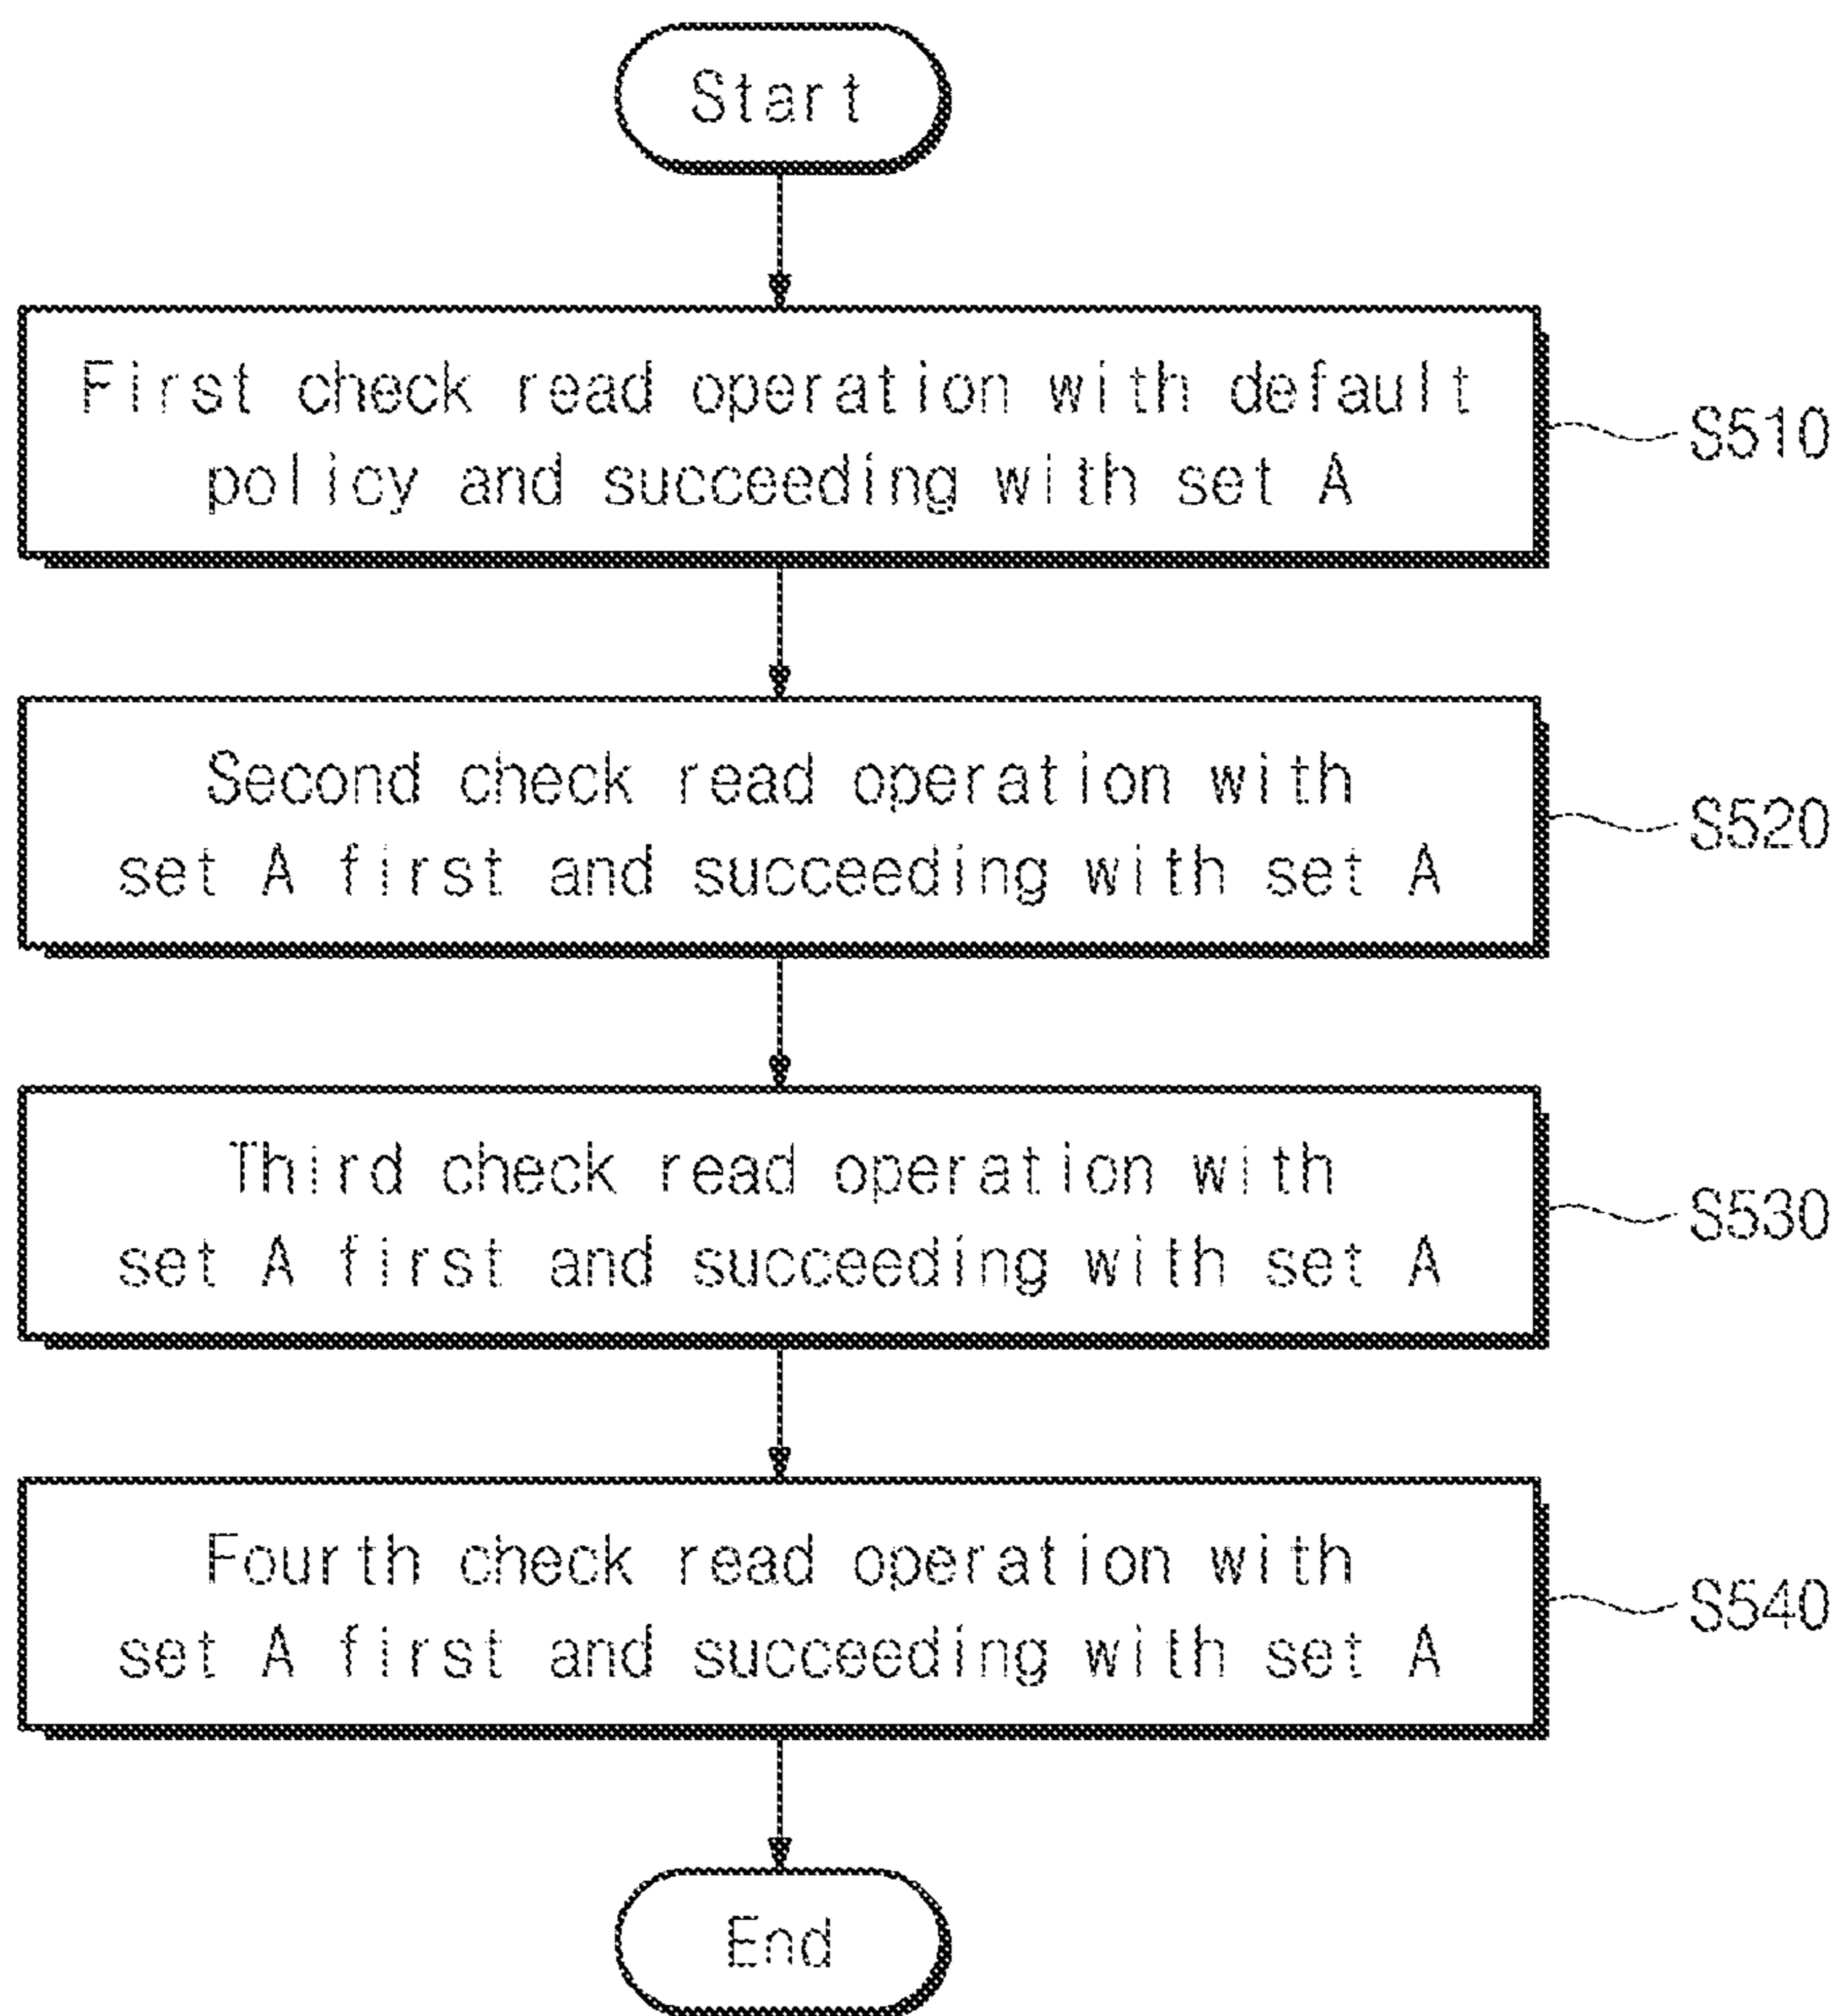 Start
First check read operation with default
policy and succeeding with set A
S510
Second check read operation with
set A first and succeeding with set A
S520
Third check read operation with
set A first and succeeding with set A
S530
Fourth check read operation with
set A first and succeeding with set A
S540
End